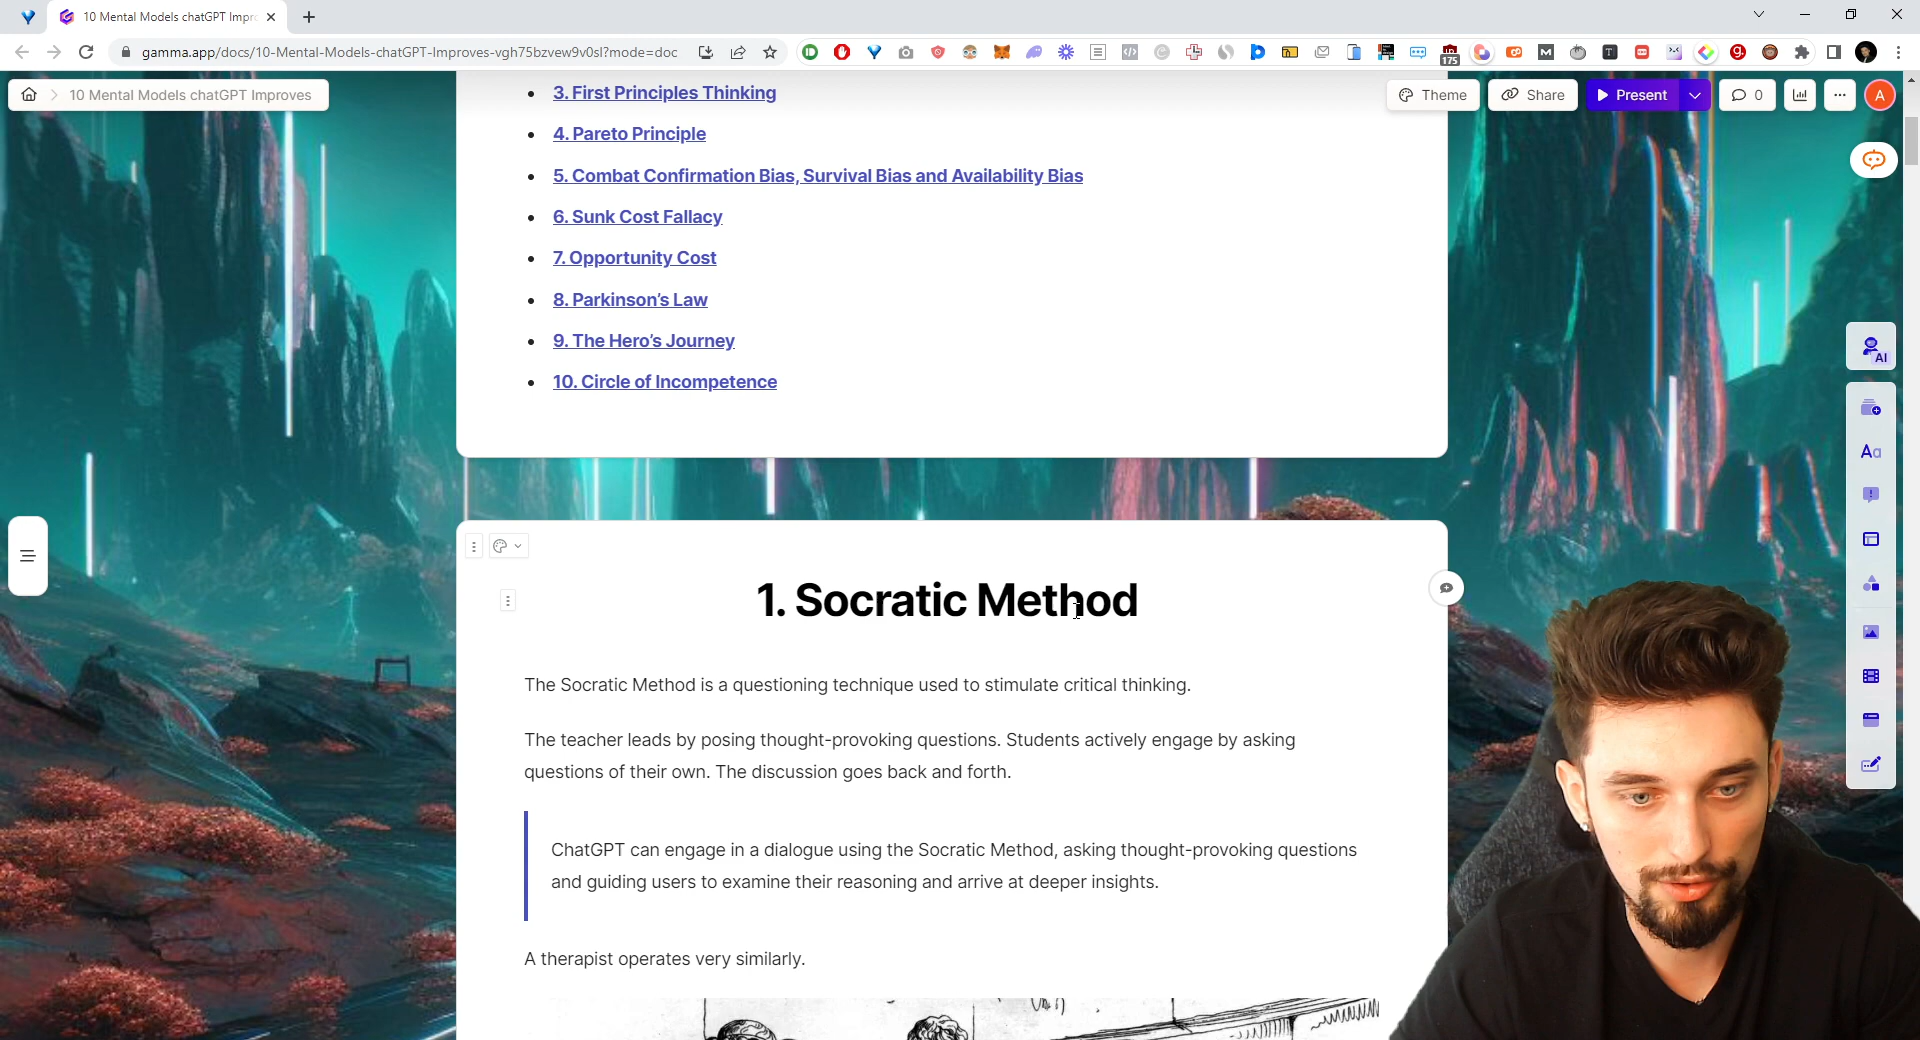 10 Mental Models chatGPT Impr
gamma.app/docs/10-Mental-Models-chatGPT-Improves-vgh75bzvew9v0sl?mode=doc
175
10 Mental Models chatGPT Improves
Theme
Share
Present
0
A
3. First Principles Thinking
4. Pareto Principle
5. Combat Confirmation Bias, Survival Bias and Availability Bias
6. Sunk Cost Fallacy
7. Opportunity Cost
8. Parkinson's Law
9. The Hero's Journey
10. Circle of Incompetence
AI
Aa
1. Socratic Method
The Socratic Method is a questioning technique used to stimulate critical thinking.
The teacher leads by posing thought-provoking questions. Students actively engage by asking
questions of their own. The discussion goes back and forth.
ChatGPT can engage in a dialogue using the Socratic Method, asking thought-provoking questions
and guiding users to examine their reasoning and arrive at deeper insights.
A therapist operates very similarly.